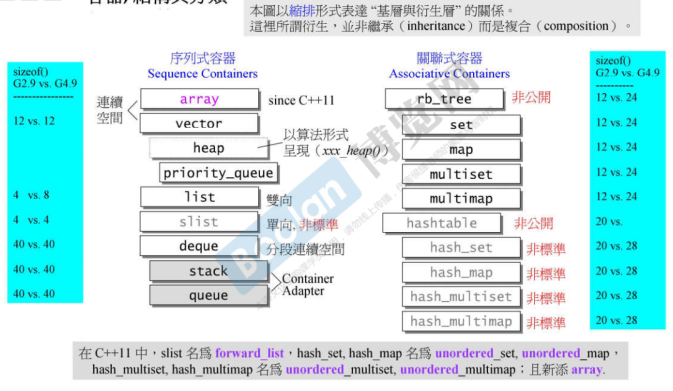 本圖以縮排形式表達“基層與衍生層”的關係。
這裡所謂衍生，並非繼承（inheritance）而是複合（composition）。
序列式容器
Sequence Containers
關聯式容器
Associative Containers
sizeof()
G2.9 vs. G4.9
----------------
12 vs. 12
4 vs. 8
4 vs. 4
40 vs. 40
40 vs. 40
40 vs. 40
連續
空間
array
since C++11
vector
heap
以算法形式
呈現（xxx_heap()）
priority_queue
list
雙向
slist
單向, 非標準
deque
分段連續空間
stack
queue
Container
Adapter
rb_tree
非公開
set
map
multiset
multimap
hashtable
非公開
hash_set
非標準
hash_map
非標準
hash_multiset
非標準
hash_multimap
非標準
sizeof()
G2.9 vs. G4.9
----------
12 vs. 24
12 vs. 24
12 vs. 24
12 vs. 24
12 vs. 24
20 vs.
20 vs. 28
20 vs. 28
20 vs. 28
20 vs. 28
Boolan
博览网
在 C++11 中，slist 名爲 forward_list，hash_set, hash_map 名爲 unordered_set, unordered_map，
hash_multiset, hash_multimap 名爲 unordered_multiset, unordered_multimap；且新添 array.